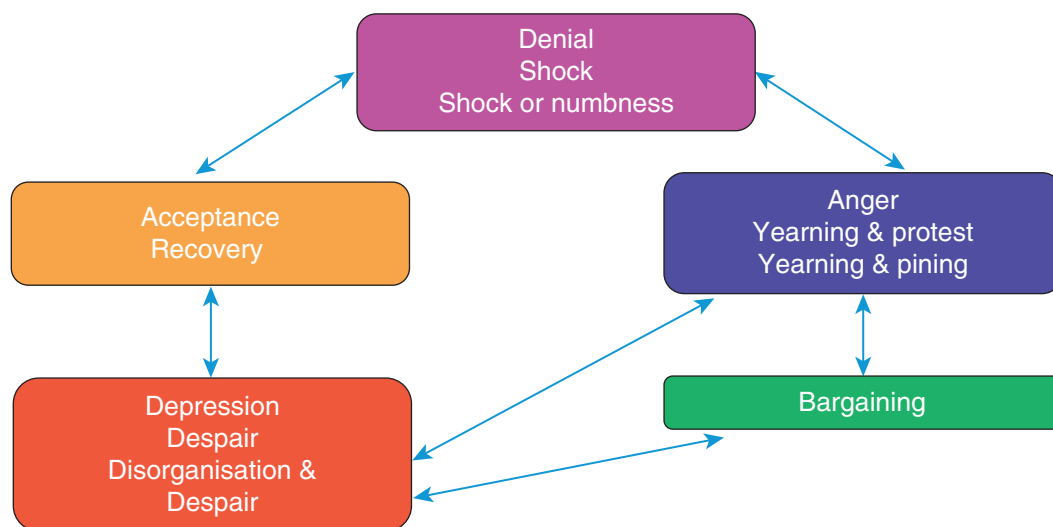 Denial
Shock
Shock or numbness
Acceptance
Recovery
Anger
Yearning & protest
Yearning & pining
Depression
Despair
Disorganisation &
Despair
Bargaining